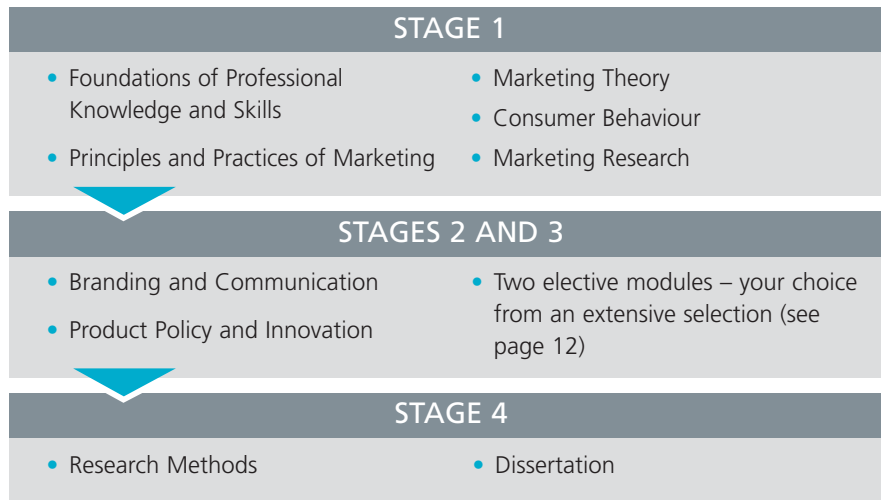 STAGE 1
• Foundations of Professional
Knowledge and Skills
• Principles and Practices of Marketing
• Marketing Theory
• Consumer Behaviour
• Marketing Research
STAGES 2 AND 3
• Branding and Communication
• Product Policy and Innovation
• Two elective modules – your choice
from an extensive selection (see
page 12)
STAGE 4
• Research Methods
• Dissertation